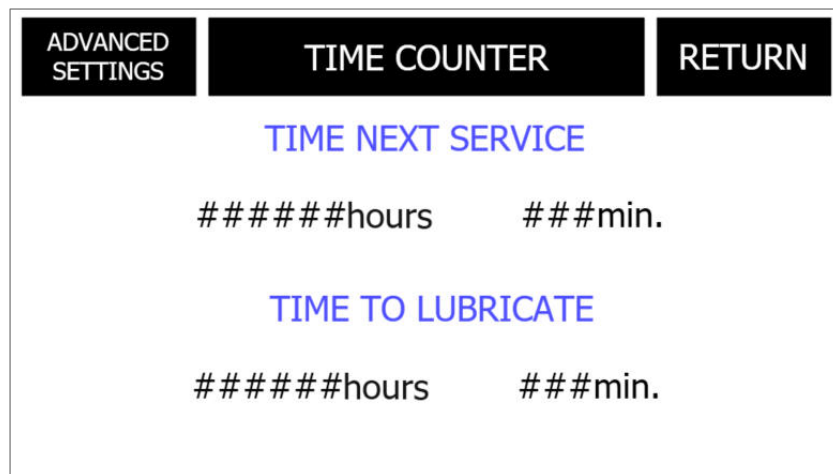 ADVANCED
SETTINGS
TIME COUNTER
RETURN
TIME NEXT SERVICE
######hours ###min.
TIME TO LUBRICATE
######hours ###min.